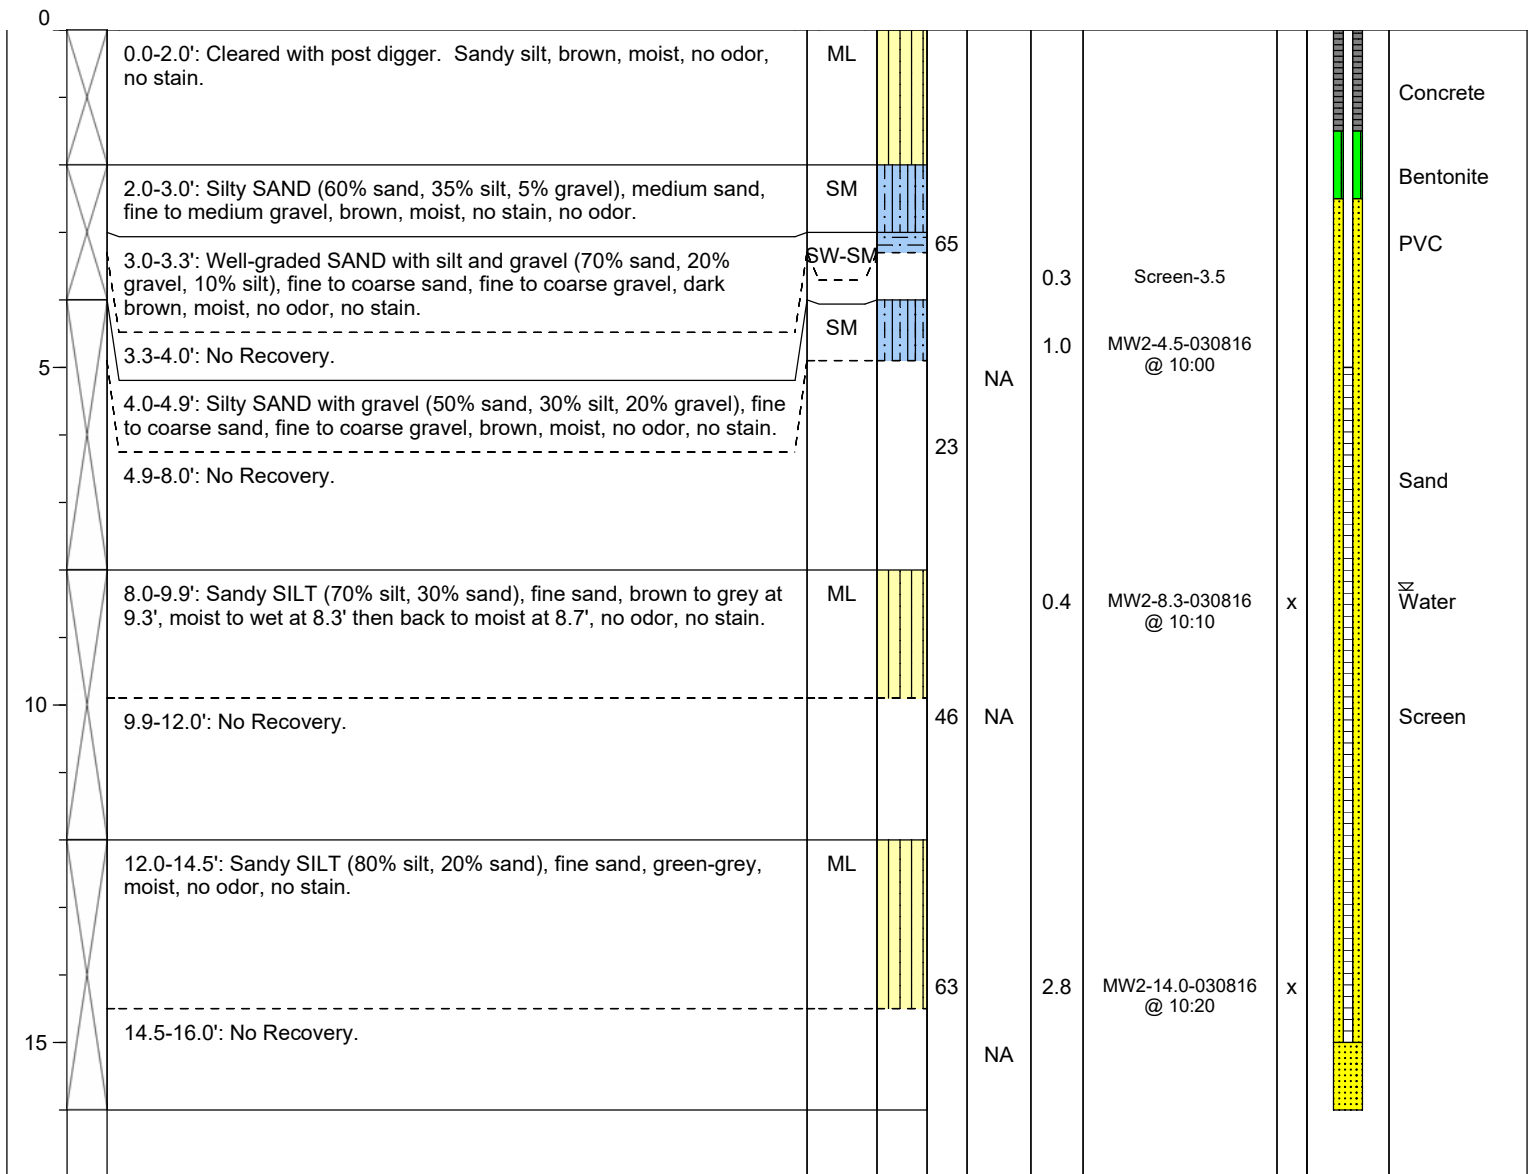 0
0.0-2.0': Cleared with post digger. Sandy silt, brown, moist, no odor,
no stain.
ML
Concrete
2.0-3.0': Silty SAND (60% sand, 35% silt, 5% gravel), medium sand,
fine to medium gravel, brown, moist, no stain, no odor.
SM
Bentonite
65
PVC
3.0-3.3': Well-graded SAND with silt and gravel (70% sand, 20%
gravel, 10% silt), fine to coarse sand, fine to coarse gravel, dark
brown, moist, no odor, no stain.
SW-SM
0.3
Screen-3.5
3.3-4.0': No Recovery.
SM
1.0
MW2-4.5-030816
@ 10:00
5
NA
4.0-4.9': Silty SAND with gravel (50% sand, 30% silt, 20% gravel), fine
to coarse sand, fine to coarse gravel, brown, moist, no odor, no stain.
23
4.9-8.0': No Recovery.
Sand
8.0-9.9': Sandy SILT (70% silt, 30% sand), fine sand, brown to grey at
9.3', moist to wet at 8.3' then back to moist at 8.7', no odor, no stain.
ML
0.4
MW2-8.3-030816
@ 10:10
x
Water
10
9.9-12.0': No Recovery.
46
NA
Screen
12.0-14.5': Sandy SILT (80% silt, 20% sand), fine sand, green-grey,
moist, no odor, no stain.
ML
63
2.8
MW2-14.0-030816
@ 10:20
x
14.5-16.0': No Recovery.
15
NA